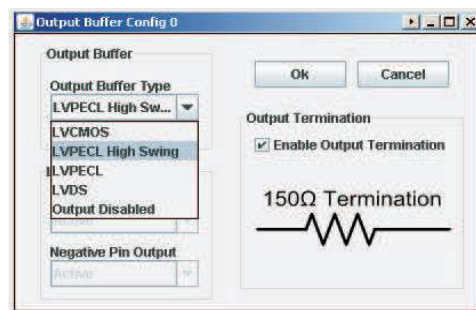 Output Buffer Config 0
Output Buffer
Output Buffer Type
LVPECL High Sw...
LVCMOS
LVPECL High Swing
LVPECL
LVDS
Output Disabled
Active
Negative Pin Output
Active
Ok
Cancel
Output Termination
Enable Output Termination
150Ω Termination